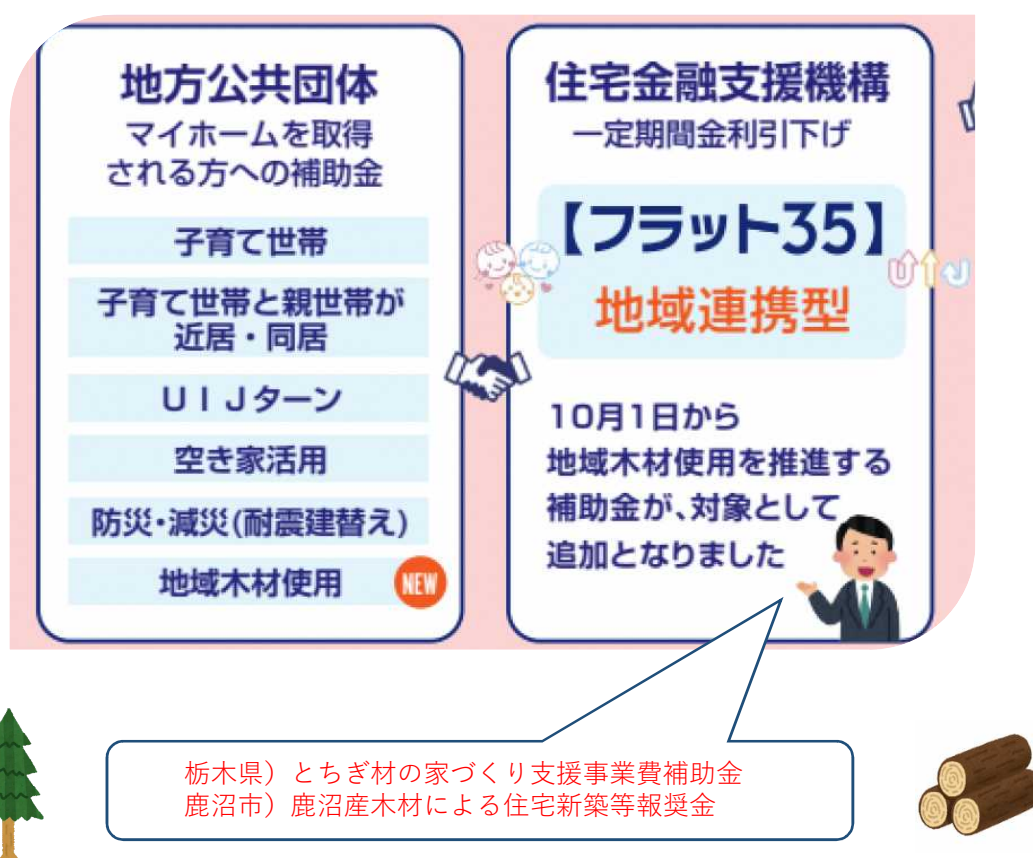 地方公共団体
マイホームを取得
される方への補助金
子育て世帯
子育て世帯と親世帯が
近居・同居
UIJターン
空き家活用
防災・減災(耐震建替え)
地域木材使用
NEW
住宅金融支援機構
一定期間金利引下げ
【フラット35】
地域連携型
10月1日から
地域木材使用を推進する
補助金が、対象として
追加となりました
栃木県）とちぎ材の家づくり支援事業費補助金
鹿沼市）鹿沼産木材による住宅新築等報奨金